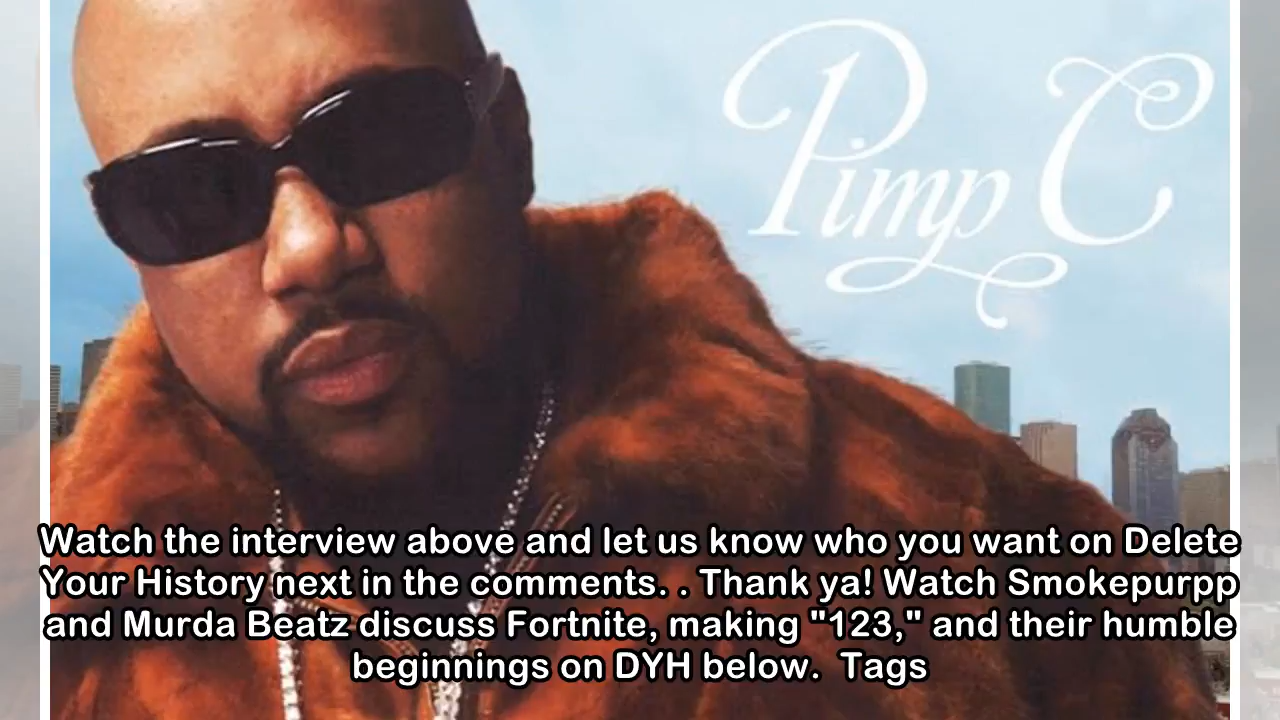 Pimp C
Watch the interview above and let us know who you want on Delete
Your History next in the comments. . Thank ya! Watch Smokepurpp
and Murda Beatz discuss Fortnite, making "123," and their humble
beginnings on DYH below.  Tags